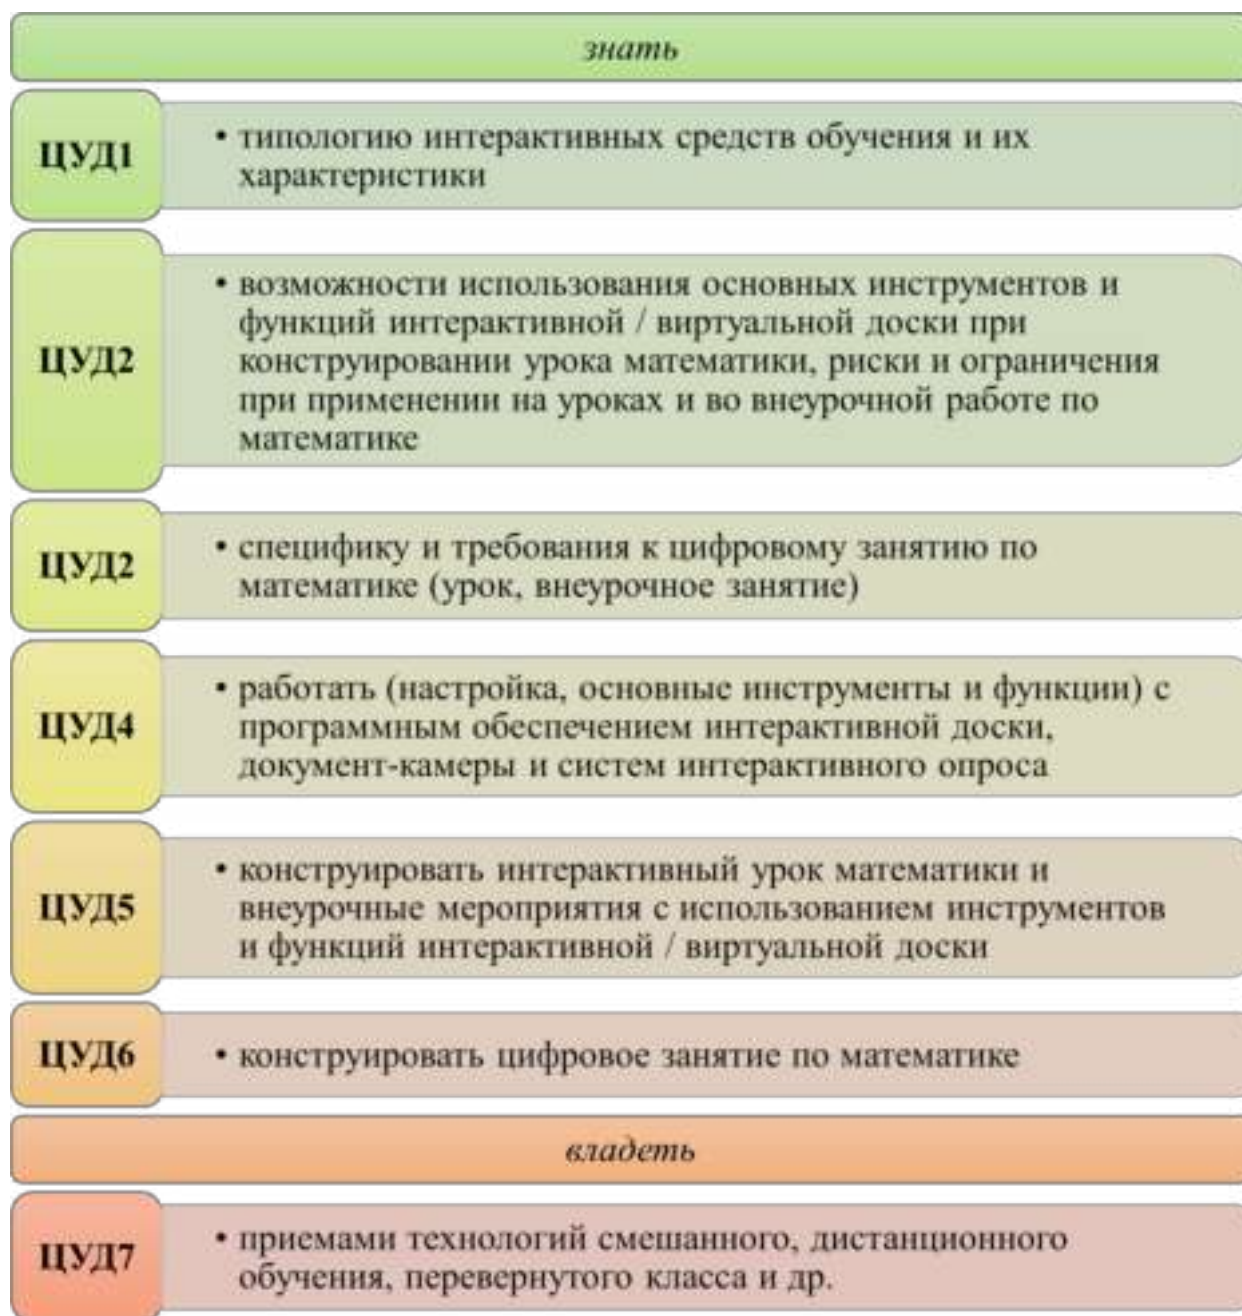 знать
ЦУД1
• типологию интерактивных средств обучения и их
характеристики
ЦУД2
• возможности использования основных инструментов и
функций интерактивной / виртуальной доски при
конструировании урока математики, риски и ограничения
при применении на уроках и во внеурочной работе по
математике
ЦУД2
• специфику и требования к цифровому занятию по
математике (урок, внеурочное занятие)
ЦУД4
• работать (настройка, основные инструменты и функции) с
программным обеспечением интерактивной доски,
документ-камеры и систем интерактивного опроса
ЦУД5
• конструировать интерактивный урок математики и
внеурочные мероприятия с использованием инструментов
и функций интерактивной / виртуальной доски
ЦУД6
• конструировать цифровое занятие по математике
владеть
ЦУД7
• приемами технологий смешанного, дистанционного
обучения, перевернутого класса и др.